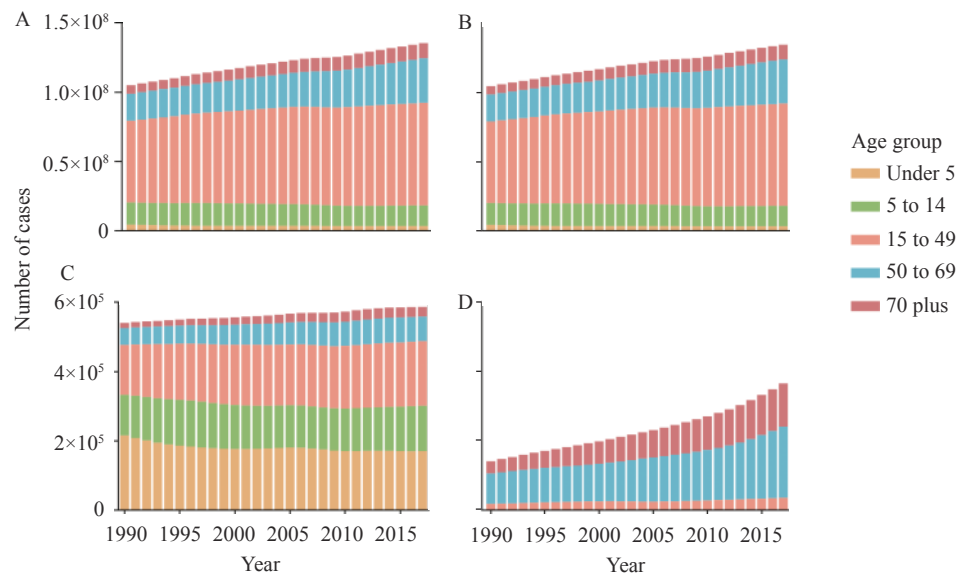 A
B
1.5×10⁸
1.0×10⁸
0.5×10⁸
0
Number of cases
C
D
6×10⁵
4×10⁵
2×10⁵
0
1990 1995 2000 2005 2010 2015
Year
1990 1995 2000 2005 2010 2015
Year
Age group
Under 5
5 to 14
15 to 49
50 to 69
70 plus